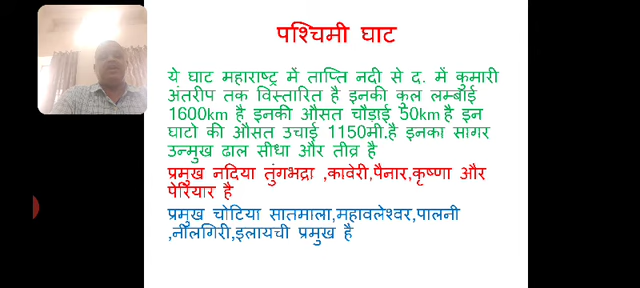 पश्चिमी घाट
ये घाट महाराष्ट्र में ताप्ति नदी से द. में कुमारी
अंतरीप तक विस्तारित है इनकी कुल लम्बाई
1600km है इनकी औसत चौड़ाई 50km है इन
घाटो की औसत उचाई 1150मी.है इनका सागर
उन्मुख ढाल सीधा और तीव्र है
प्रमुख नदिया तुंगभद्रा ,कावेरी,पैनार,कृष्णा और
पेरियार है
प्रमुख चोटिया सातमाला,महावलेश्वर,पालनी
,नीलगिरी,इलायची प्रमुख है